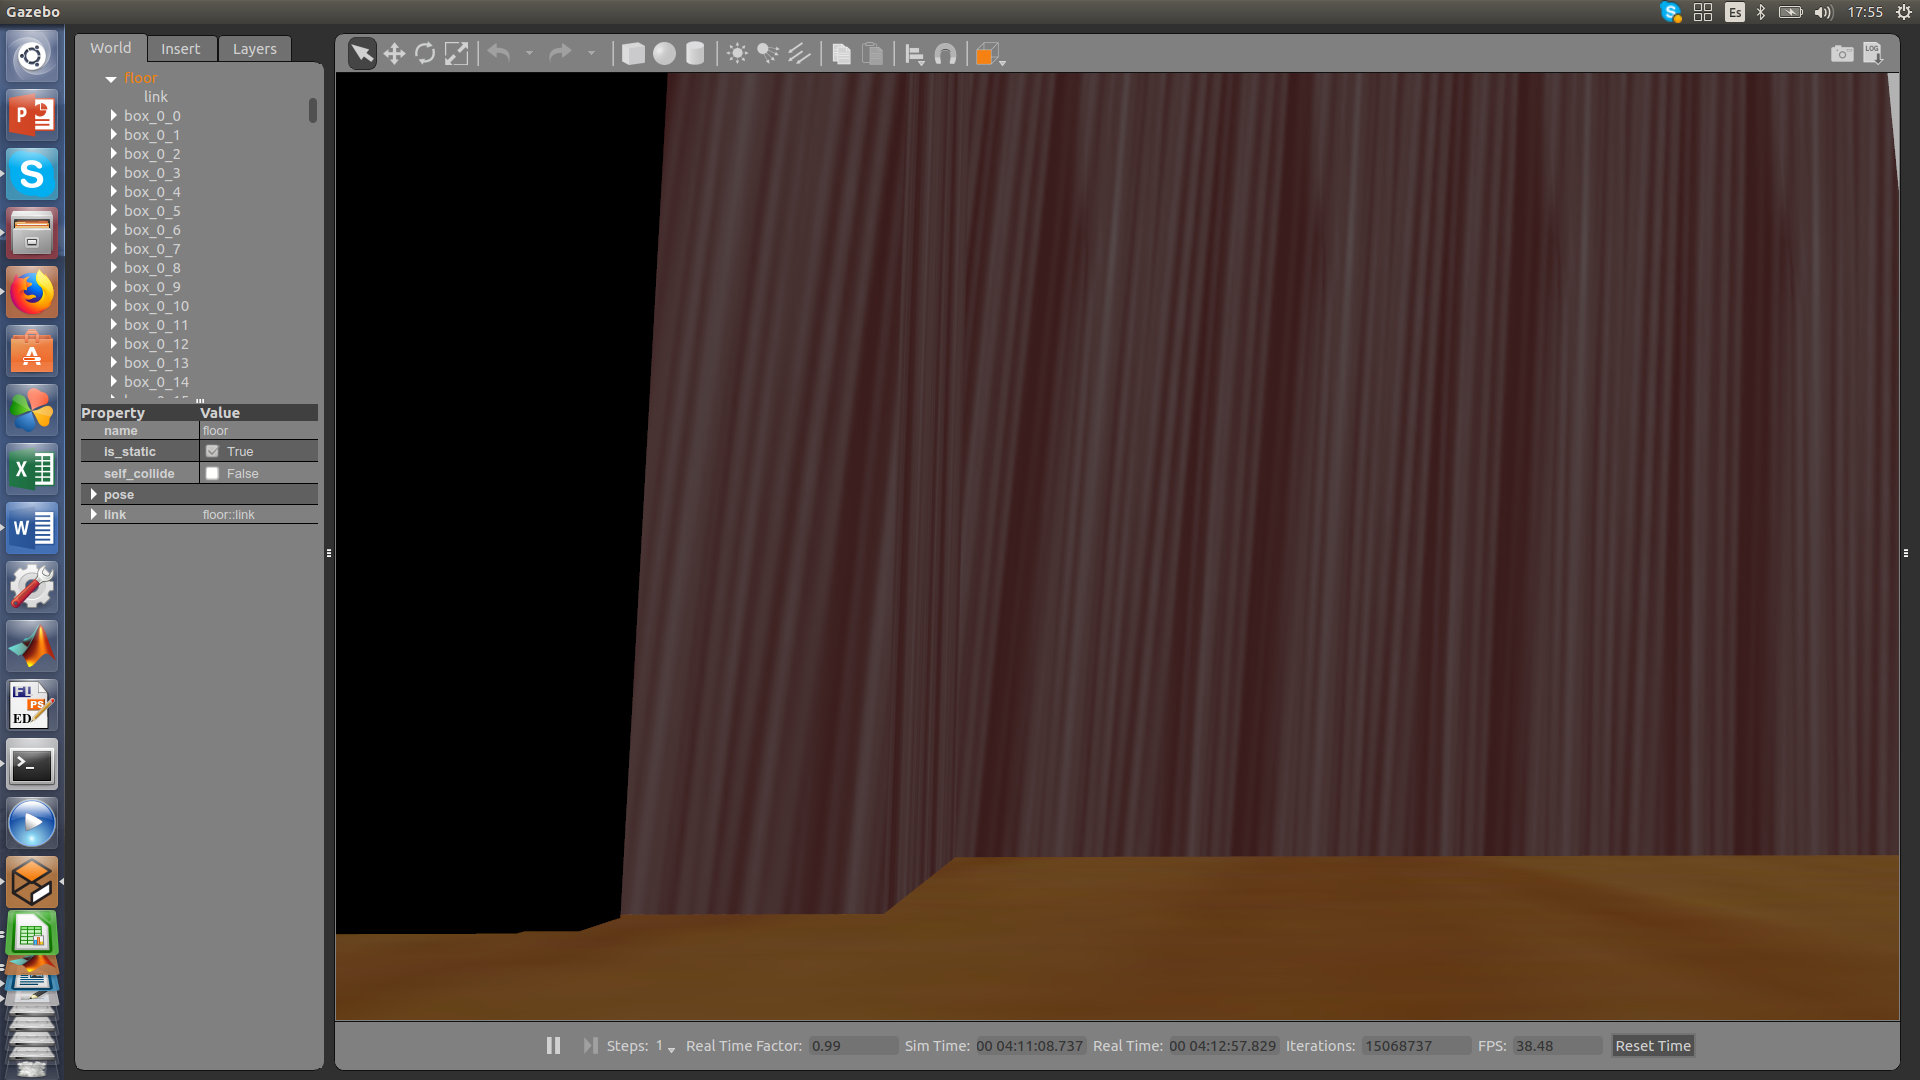 Gazebo
Es
17:55
World
Insert
Layers
LOG
floor
link
box_0_0
box_0_1
box_0_2
box_0_3
box_0_4
box_0_5
box_0_6
box_0_7
box_0_8
box_0_9
box_0_10
box_0_11
box_0_12
box_0_13
box_0_14
Property Value
name floor
is_static True
self_collide False
pose
link floor::link
Steps: 1 Real Time Factor: 0.99 Sim Time: 00 04:11:08.737 Real Time: 00 04:12:57.829 Iterations: 15068737 FPS: 38.48 Reset Time